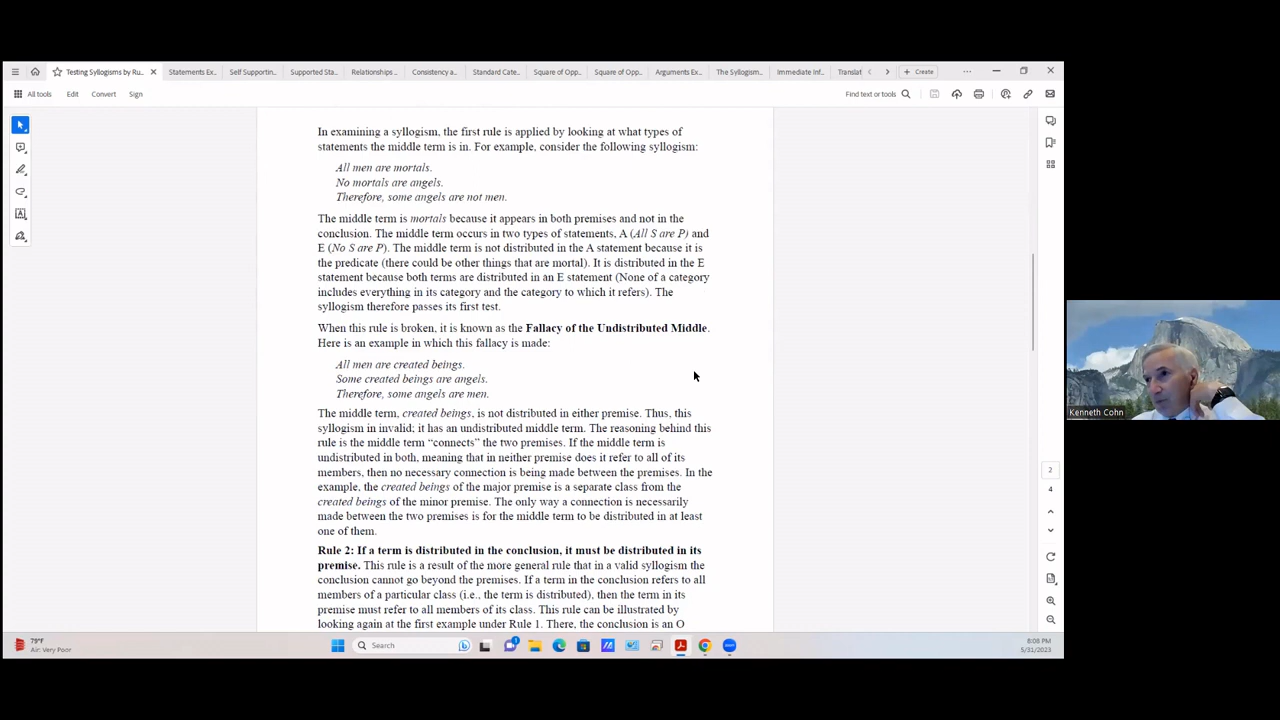 Testing Syllogisms by Ru...
Statements Ex...
Self Supportin...
Supported Sta...
Relationships ...
Consistency a...
Standard Cate...
Square of Opp...
Square of Opp...
Arguments Ex...
The Syllogism...
Immediate Inf...
Translat
Create
All tools
Edit
Convert
Sign
Find text or tools
In examining a syllogism, the first rule is applied by looking at what types of
statements the middle term is in. For example, consider the following syllogism:
All men are mortals.
No mortals are angels.
Therefore, some angels are not men.
The middle term is mortals because it appears in both premises and not in the
conclusion. The middle term occurs in two types of statements, A (All S are P) and
E (No S are P). The middle term is not distributed in the A statement because it is
the predicate (there could be other things that are mortal). It is distributed in the E
statement because both terms are distributed in an E statement (None of a category
includes everything in its category and the category to which it refers). The
syllogism therefore passes its first test.
When this rule is broken, it is known as the Fallacy of the Undistributed Middle.
Here is an example in which this fallacy is made:
All men are created beings.
Some created beings are angels.
Therefore, some angels are men.
The middle term, created beings, is not distributed in either premise. Thus, this
syllogism in invalid; it has an undistributed middle term. The reasoning behind this
rule is the middle term “connects” the two premises. If the middle term is
undistributed in both, meaning that in neither premise does it refer to all of its
members, then no necessary connection is being made between the premises. In the
example, the created beings of the major premise is a separate class from the
created beings of the minor premise. The only way a connection is necessarily
made between the two premises is for the middle term to be distributed in at least
one of them.
Rule 2: If a term is distributed in the conclusion, it must be distributed in its
premise. This rule is a result of the more general rule that in a valid syllogism the
conclusion cannot go beyond the premises. If a term in the conclusion refers to all
members of a particular class (i.e., the term is distributed), then the term in its
premise must refer to all members of its class. This rule can be illustrated by
looking again at the first example under Rule 1. There, the conclusion is an O
2
4
Kenneth Cohn
79°F
Air: Very Poor
Search
8:08 PM
5/31/2023